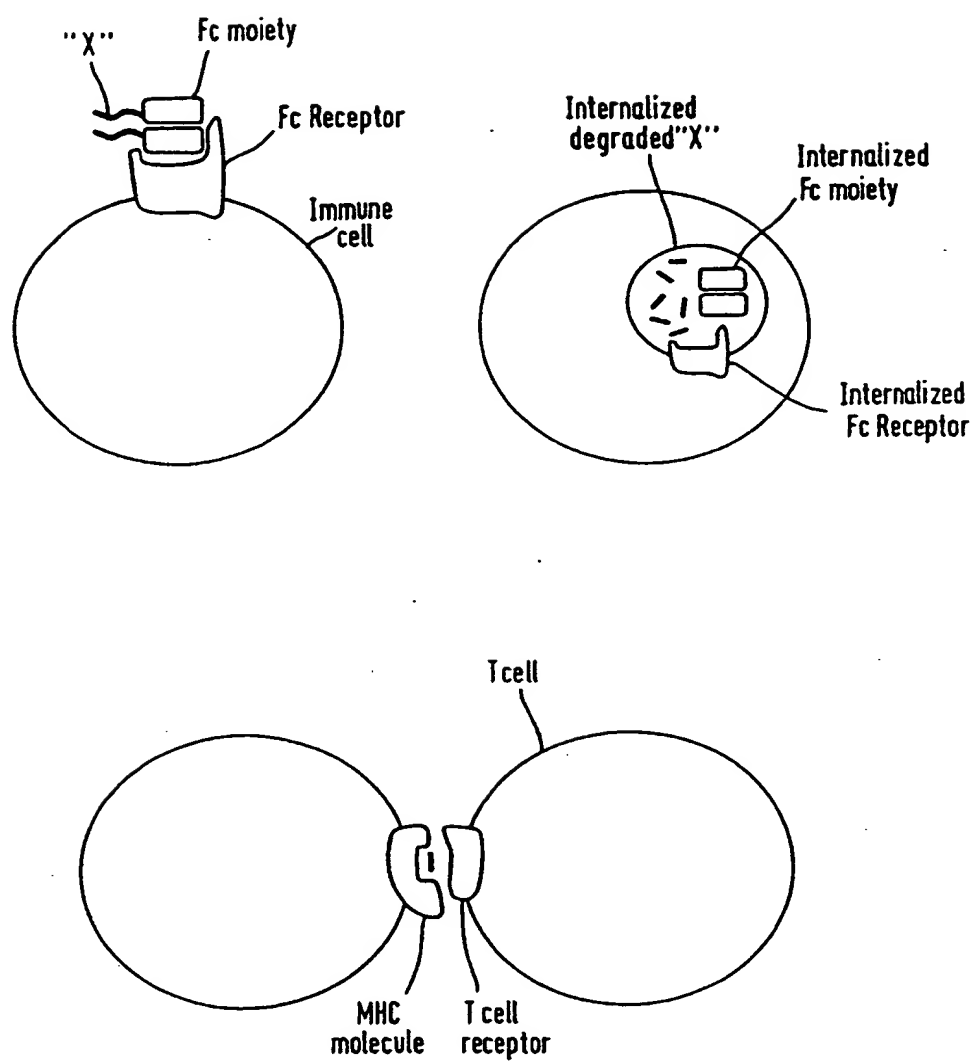 "X"
Fc moiety
Fc Receptor
Immune
cell
Internalized
degraded "X"
Internalized
Fc moiety
Internalized
Fc Receptor
T cell
MHC
molecule
T cell
receptor